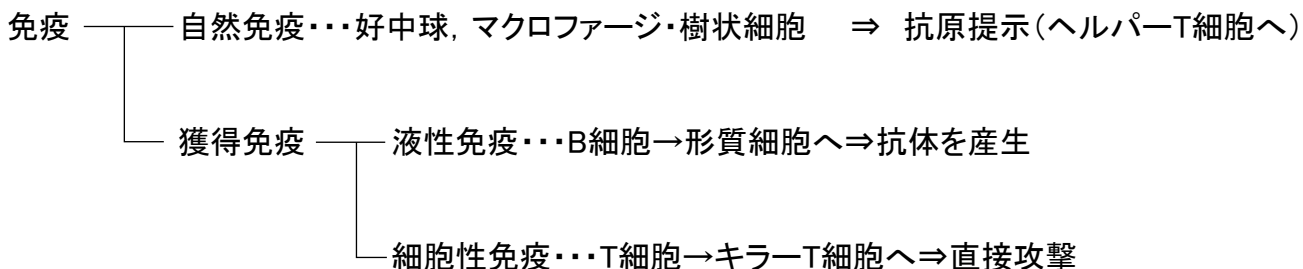 免疫 自然免疫・・・好中球, マクロファージ・樹状細胞 ⇒ 抗原提示(ヘルパーT細胞へ)
獲得免疫 液性免疫・・・B細胞→形質細胞へ⇒抗体を産生
細胞性免疫・・・T細胞→キラーT細胞へ⇒直接攻撃